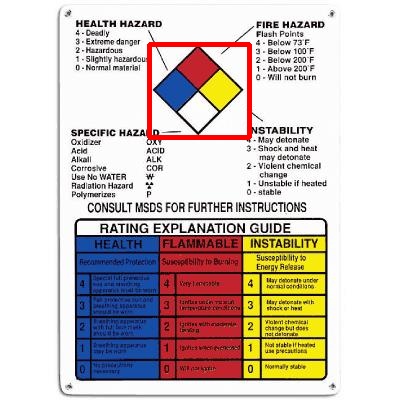 HEALTH HAZARD
4 - Deadly
3 - Extreme danger
2 - Hazardous
1 - Slightly hazardous
0 - Normal material
FIRE HAZARD
Flash Points
4 - Below 73°F
3 - Below 100°F
2 - Below 200°F
1 - Above 200°F
0 - Will not burn
SPECIFIC HAZARD
Oxidizer OXY
Acid ACID
Alkali ALK
Corrosive COR
Use No WATER W
Radiation Hazard
Polymerizes P
INSTABILITY
4 - May detonate
3 - Shock and heat
may detonate
2 - Violent chemical
change
1 - Unstable if heated
0 - stable
CONSULT MSDS FOR FURTHER INSTRUCTIONS
RATING EXPLANATION GUIDE
HEALTH FLAMMABLE INSTABILITY
Recommended Protection Susceptibility to Burning Susceptibility to
Energy Release
4 Special full protective
suit and breathing
apparatus must be worn
4 Very flammable
4 May detonate under
normal conditions
3 Full protective suit and
breathing apparatus
should be worn
3 Ignites under normal
temperature conditions
3 May detonate with
shock or heat
2 Breathing apparatus
with full face mask
should be worn
2 Ignites with moderate
heating
2 Violent chemical
change but does
not detonate
1 Breathing apparatus
may be worn
1 Ignites when preheated
1 Not stable if heated
use precautions
0 No precautions
necessary
0 Will not ignite
0 Normally stable